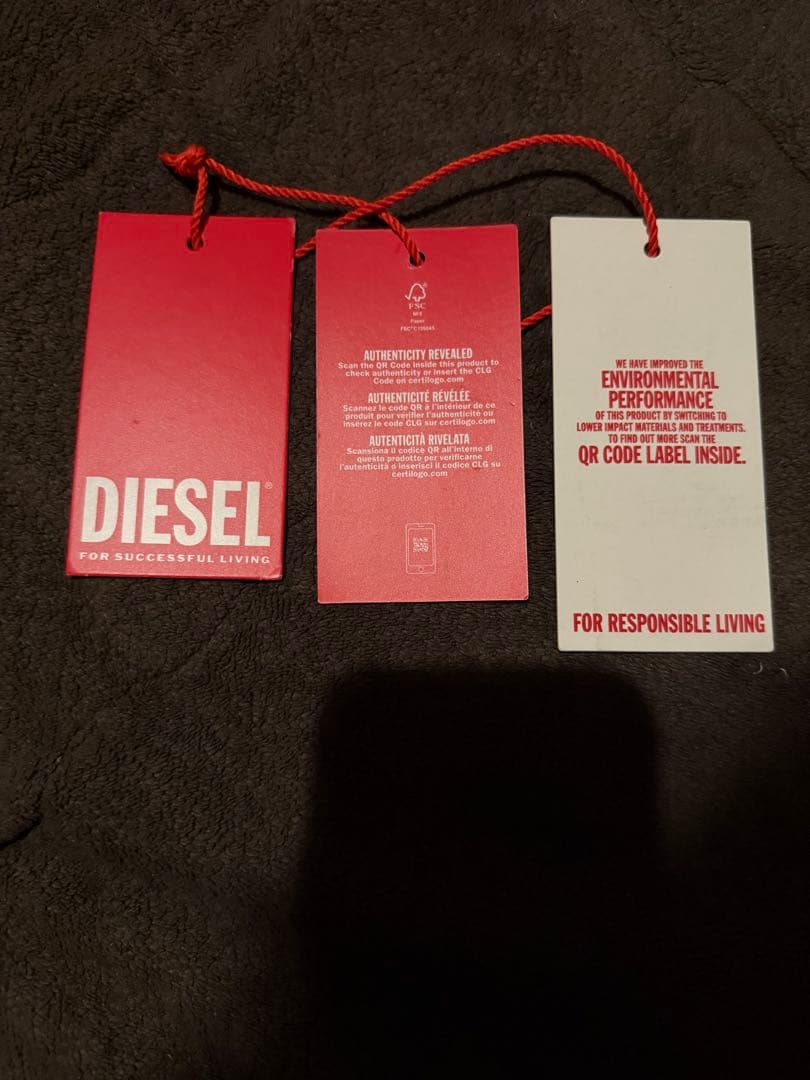 DIESEL®
FOR SUCCESSFUL LIVING
FSC®
Paper
AUTHENTICITY REVEALED
Scan the QR Code inside this product to
check authenticity or insert the CLG
Code on certilogo.com
AUTHENTICITÉ RÉVÉLÉE
Scannez le code QR à l'intérieur de ce
produit pour vérifier l'authenticité ou
insérez le code CLG sur certilogo.com
AUTENTICITÀ RIVELATA
Scansiona il codice QR all'interno di
questo prodotto per verificarne
l'autenticità o inserisci il codice CLG su
certilogo.com
WE HAVE IMPROVED THE
ENVIRONMENTAL
PERFORMANCE
OF THIS PRODUCT BY SWITCHING TO
LOWER IMPACT MATERIALS AND TREATMENTS.
TO FIND OUT MORE SCAN THE
QR CODE LABEL INSIDE.
FOR RESPONSIBLE LIVING